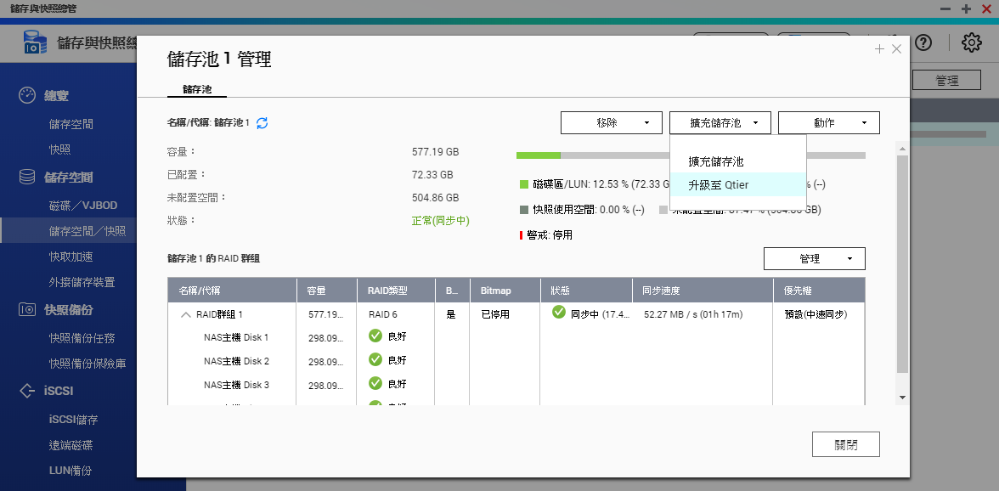 儲存與快照總管
儲存與快照總
管理
總覽
儲存空間
快照
儲存空間
磁碟／VJBOD
儲存空間／快照
快取加速
外接儲存裝置
快照備份
快照備份任務
快照備份保險庫
iSCSI
iSCSI儲存
遠端磁碟
LUN備份
儲存池 1 管理
儲存池
名稱/代稱: 儲存池 1
移除
擴充儲存池
動作
擴充儲存池
升級至 Qtier
容量：
577.19 GB
已配置：
72.33 GB
未配置空間：
504.86 GB
狀態：
正常(同步中)
磁碟區/LUN: 12.53 % (72.33 G
% (--)
快照使用空間: 0.00 % (--)
未配置空間: 87.47 % (504.86 GB)
警戒: 停用
儲存池 1 的 RAID 群組
管理
名稱/代稱 容量 RAID類型 B... Bitmap 狀態 同步速度 優先權
RAID群組 1 577.19... RAID 6 是 已停用 同步中 (17.4... 52.27 MB / s (01h 17m) 預設(中速同步)
NAS主機 Disk 1 298.09... 良好
NAS主機 Disk 2 298.09... 良好
NAS主機 Disk 3 298.09... 良好
關閉